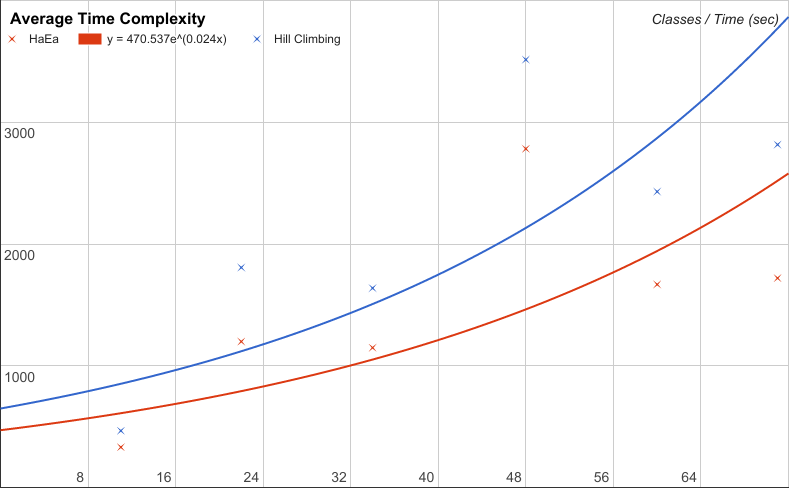 Average Time Complexity
Classes / Time (sec)
HaEa y = 470.537e^(0.024x) Hill Climbing
3000
2000
1000
8 16 24 32 40 48 56 64